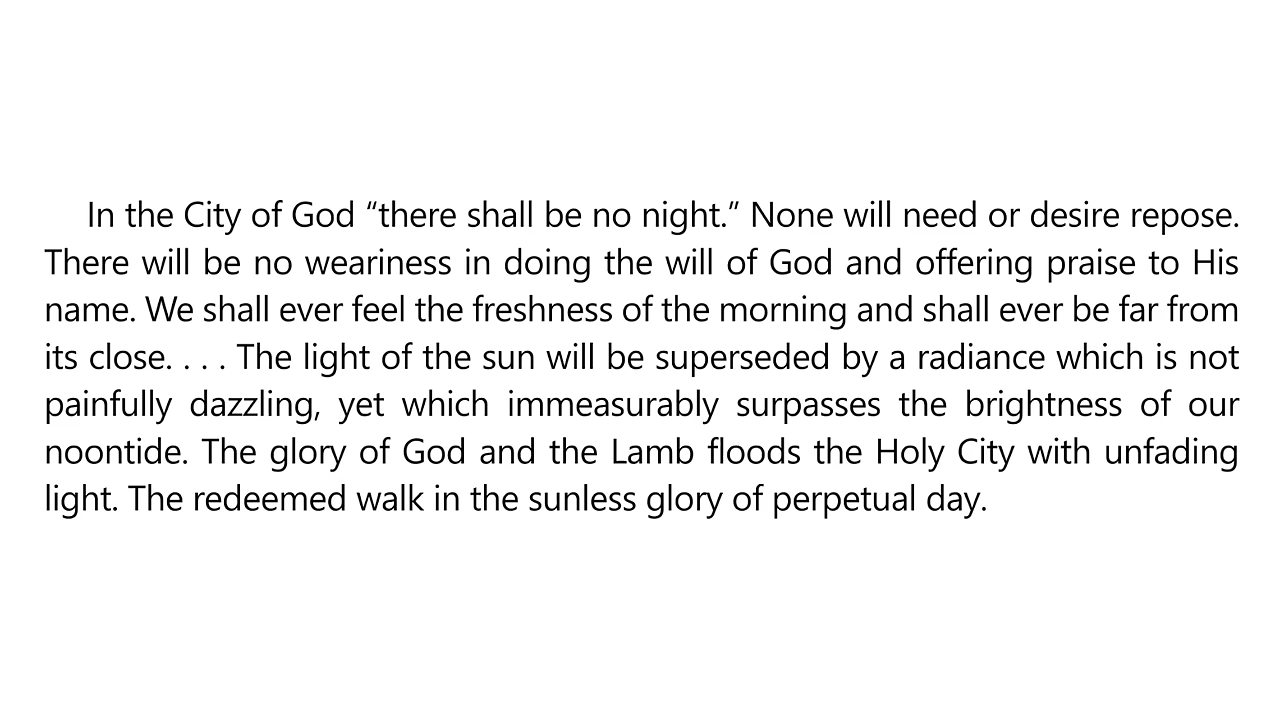 In the City of God “there shall be no night.” None will need or desire repose.
There will be no weariness in doing the will of God and offering praise to His
name. We shall ever feel the freshness of the morning and shall ever be far from
its close. . . . The light of the sun will be superseded by a radiance which is not
painfully dazzling, yet which immeasurably surpasses the brightness of our
noontide. The glory of God and the Lamb floods the Holy City with unfading
light. The redeemed walk in the sunless glory of perpetual day.